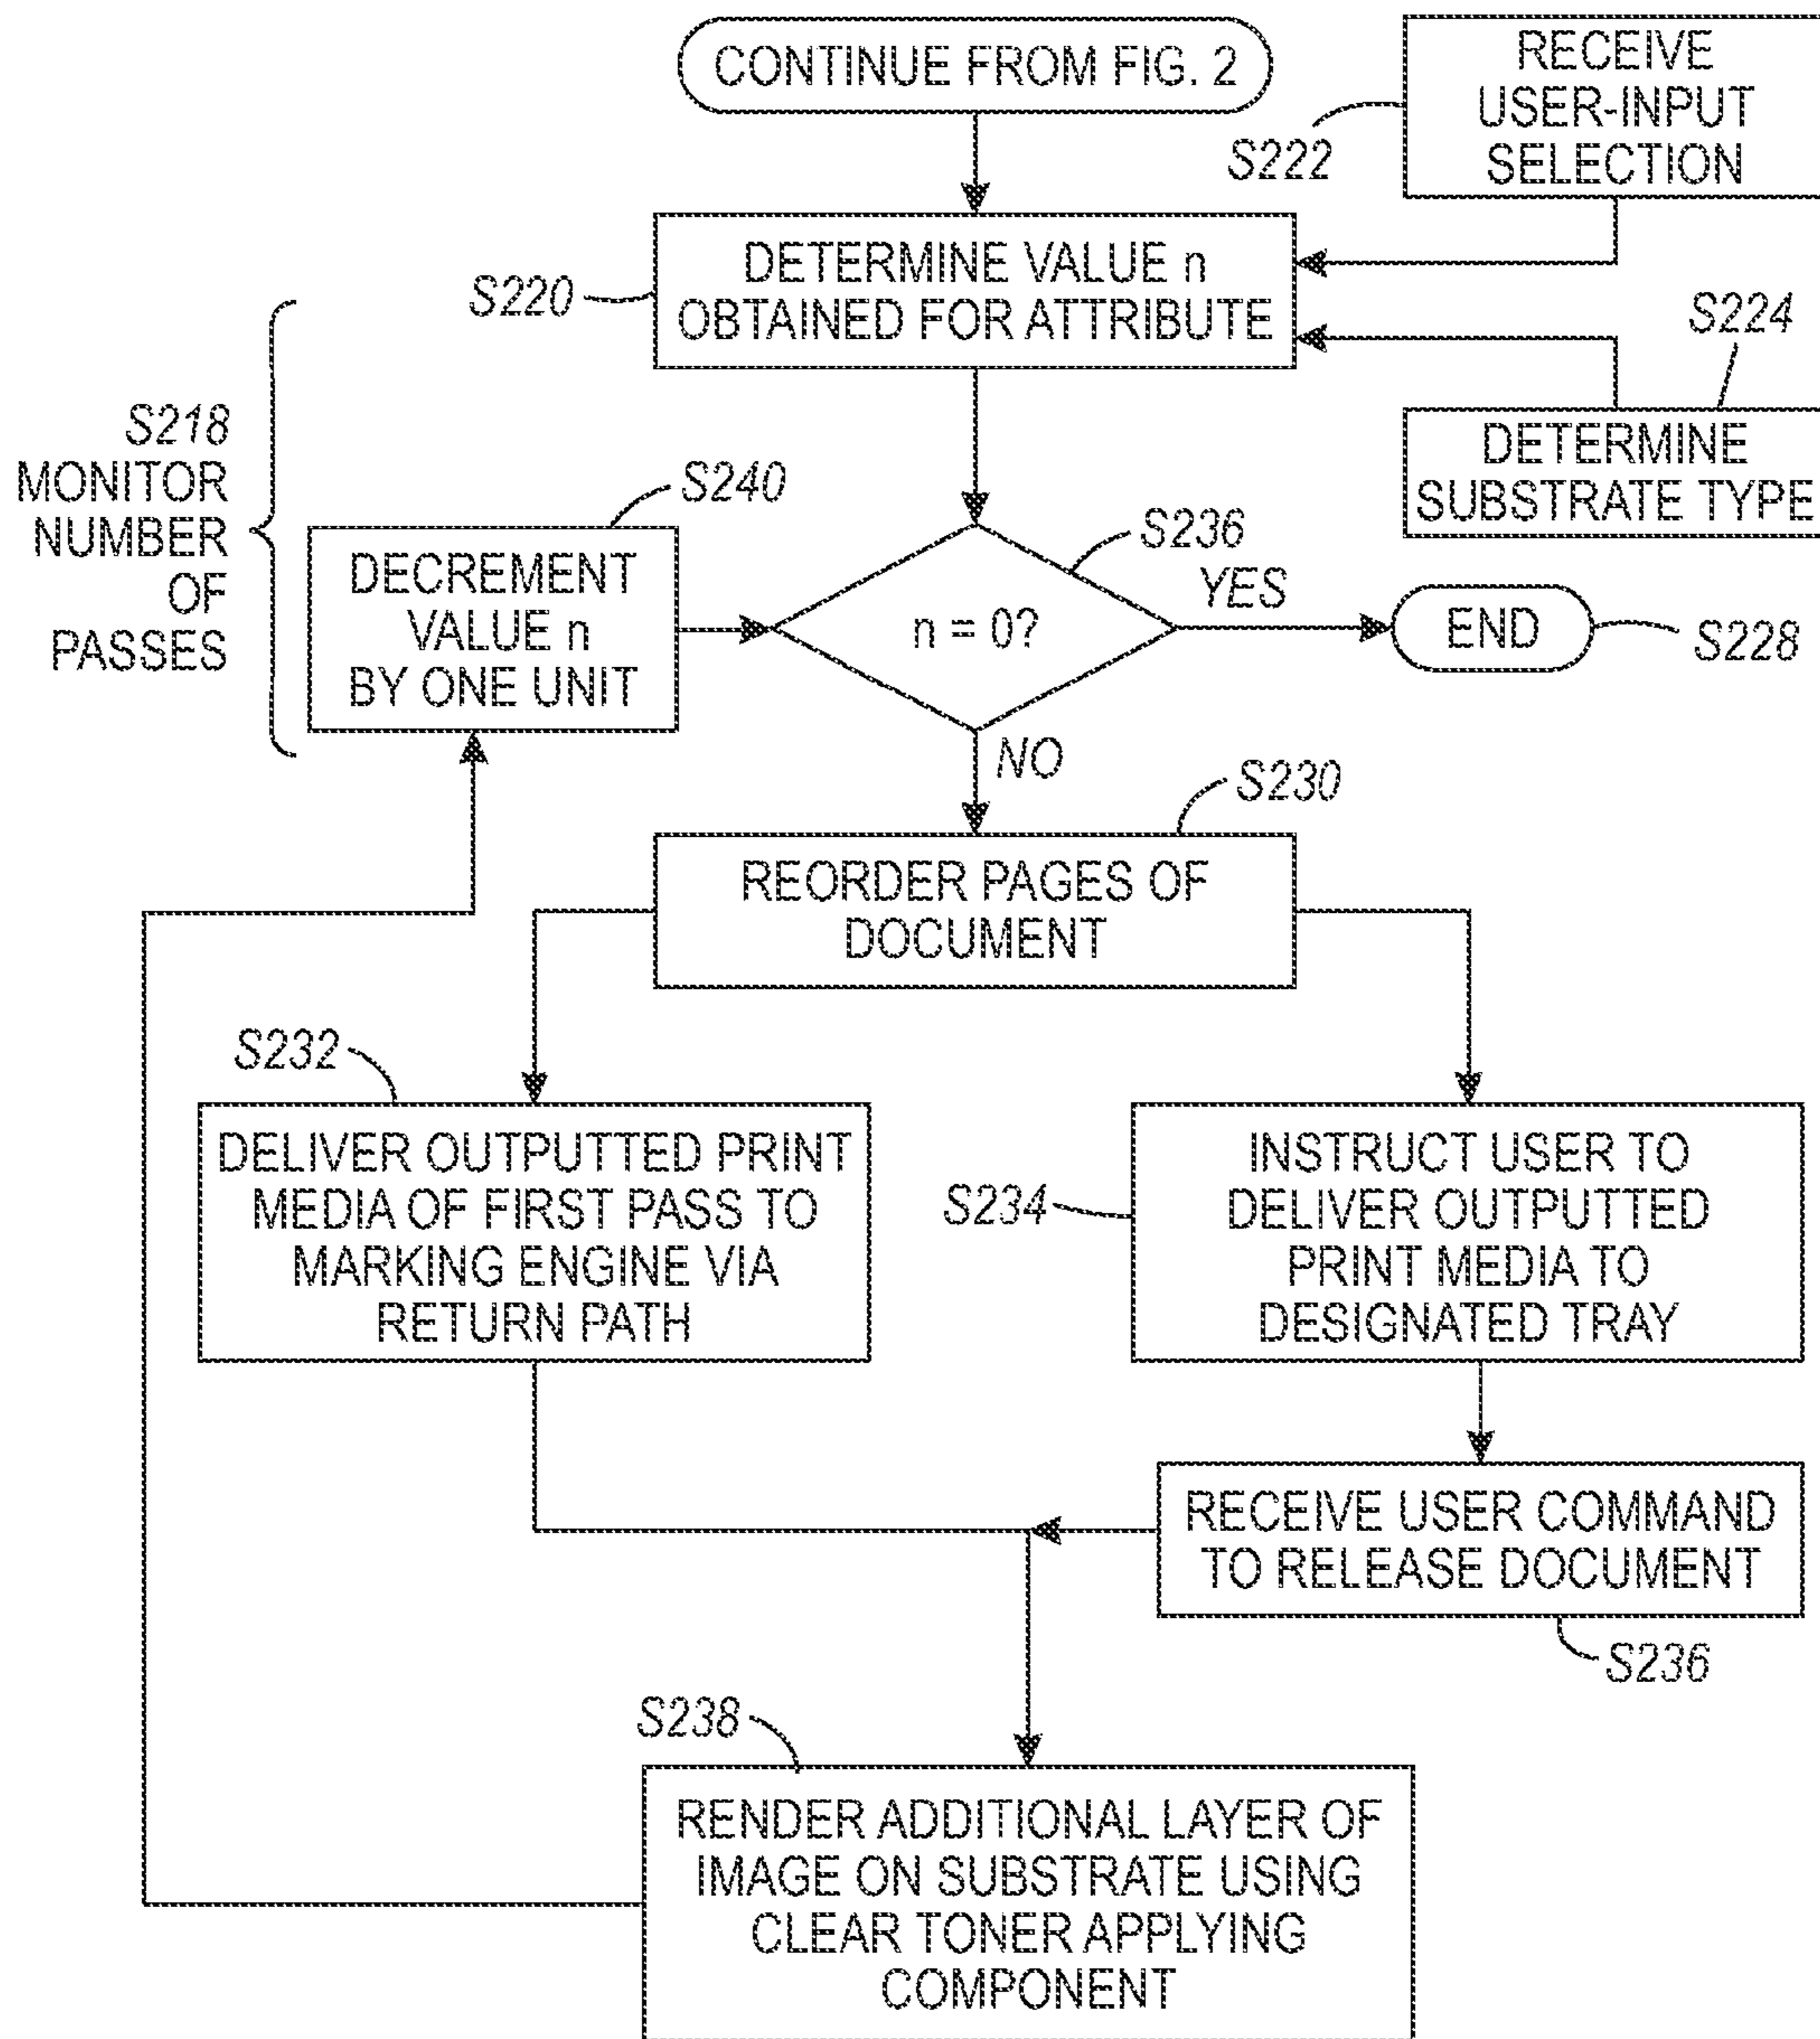 CONTINUE FROM FIG. 2
RECEIVE
USER-INPUT
SELECTION
S222
DETERMINE VALUE n
OBTAINED FOR ATTRIBUTE
S220
S224
DETERMINE
SUBSTRATE TYPE
S218
MONITOR
NUMBER
OF
PASSES
S240
DECREMENT
VALUE n
BY ONE UNIT
S236
n = 0?
YES
END
S228
NO
S230
REORDER PAGES OF
DOCUMENT
S232
DELIVER OUTPUTTED PRINT
MEDIA OF FIRST PASS TO
MARKING ENGINE VIA
RETURN PATH
S234
INSTRUCT USER TO
DELIVER OUTPUTTED
PRINT MEDIA TO
DESIGNATED TRAY
RECEIVE USER COMMAND
TO RELEASE DOCUMENT
S236
S238
RENDER ADDITIONAL LAYER OF
IMAGE ON SUBSTRATE USING
CLEAR TONER APPLYING
COMPONENT